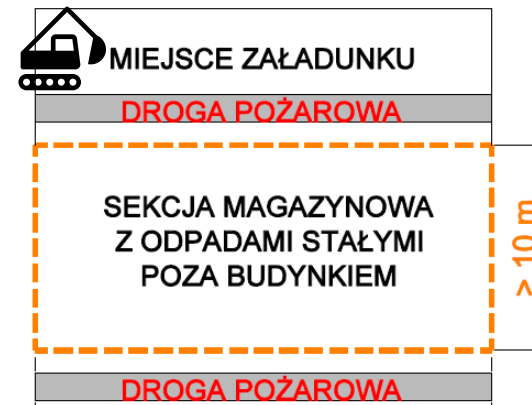 MIEJSCE ZAŁADUNKU
DROGA POŻAROWA
SEKCJA MAGAZYNOWA
Z ODPADAMI STAŁYMI
POZA BUDYNKIEM
> 10 m
DROGA POŻAROWA